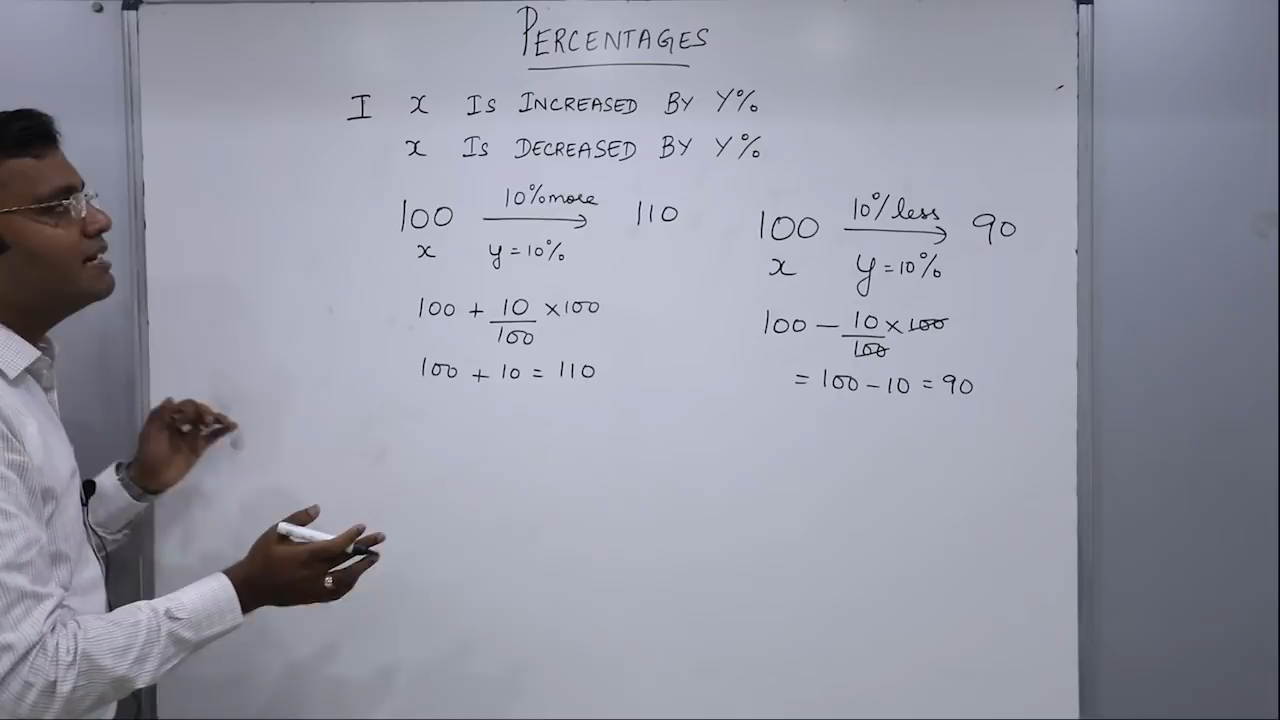 PERCENTAGES
I x IS INCREASED BY Y%
x IS DECREASED BY Y%
100 10% more 110
x y = 10%
100 + 10/100 × 100
100 + 10 = 110
100 10% less 90
x y = 10%
100 − 10/100 × 100
= 100 − 10 = 90